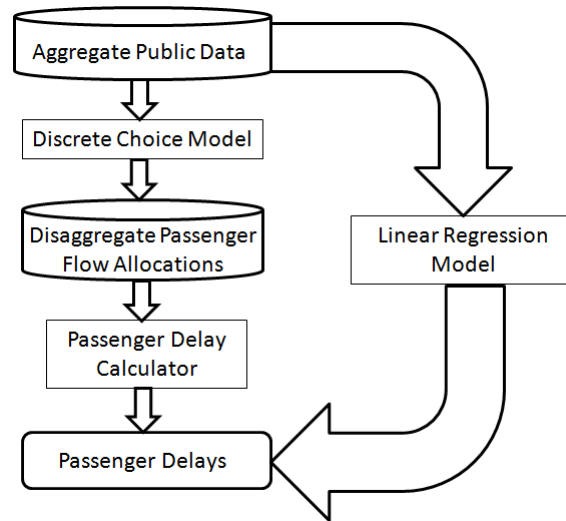 Aggregate Public Data
Discrete Choice Model
Disaggregate Passenger
Flow Allocations
Linear Regression
Model
Passenger Delay
Calculator
Passenger Delays